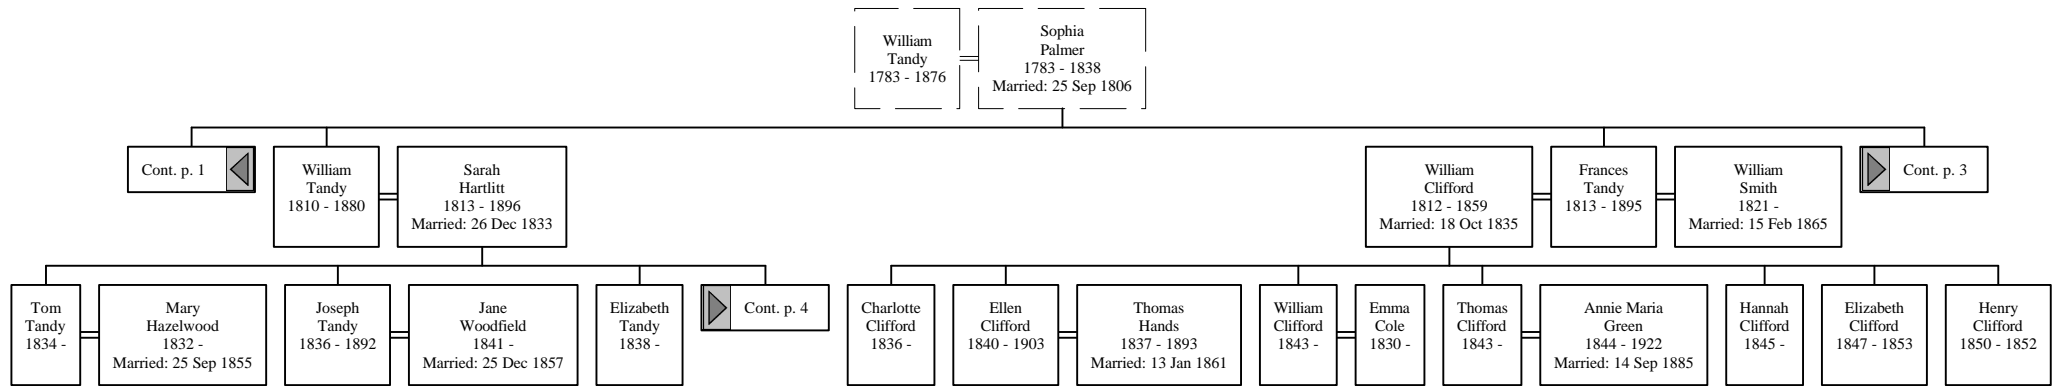 William
Tandy
1783 - 1876
Sophia
Palmer
1783 - 1838
Married: 25 Sep 1806
Cont. p. 1
William
Tandy
1810 - 1880
Sarah
Hartlitt
1813 - 1896
Married: 26 Dec 1833
William
Clifford
1812 - 1859
Married: 18 Oct 1835
Frances
Tandy
1813 - 1895
William
Smith
1821 -
Married: 15 Feb 1865
Cont. p. 3
Tom
Tandy
1834 -
Mary
Hazelwood
1832 -
Married: 25 Sep 1855
Joseph
Tandy
1836 - 1892
Jane
Woodfield
1841 -
Married: 25 Dec 1857
Elizabeth
Tandy
1838 -
Cont. p. 4
Charlotte
Clifford
1836 -
Ellen
Clifford
1840 - 1903
Thomas
Hands
1837 - 1893
Married: 13 Jan 1861
William
Clifford
1843 -
Emma
Cole
1830 -
Thomas
Clifford
1843 -
Annie Maria
Green
1844 - 1922
Married: 14 Sep 1885
Hannah
Clifford
1845 -
Elizabeth
Clifford
1847 - 1853
Henry
Clifford
1850 - 1852